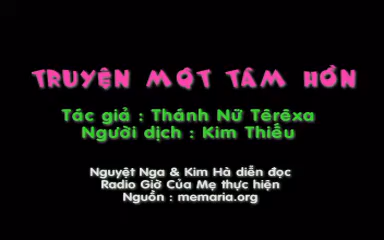 TRUYỆN MỘT TÂM HỒN
Tác giả : Thánh Nữ Têrêxa
Người dịch : Kim Thiếu
Nguyệt Nga & Kim Hà diễn đọc
Radio Giờ Của Mẹ thực hiện
Nguồn : memaria.org